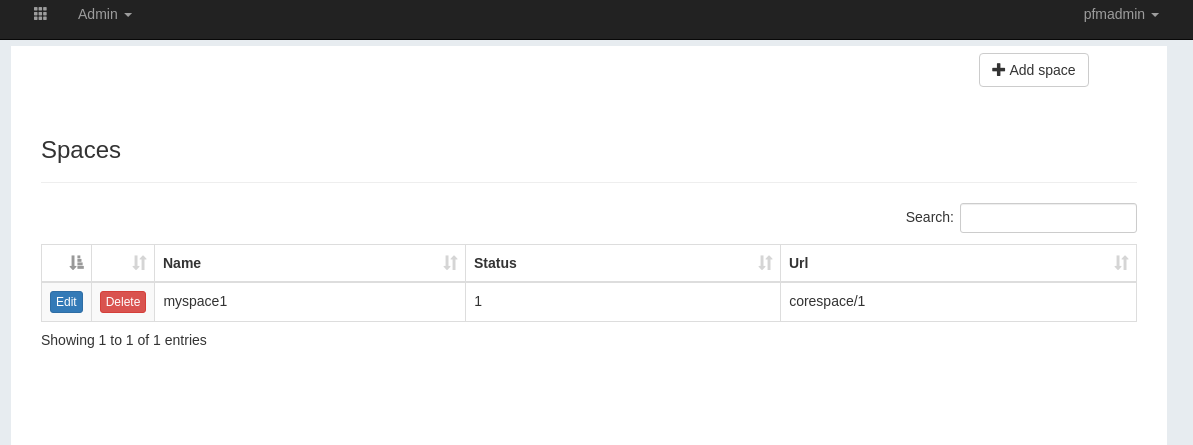 Admin pfmadmin
Add space
Spaces
Search:
Name Status Url
Edit Delete myspace1 1 corespace/1
Showing 1 to 1 of 1 entries